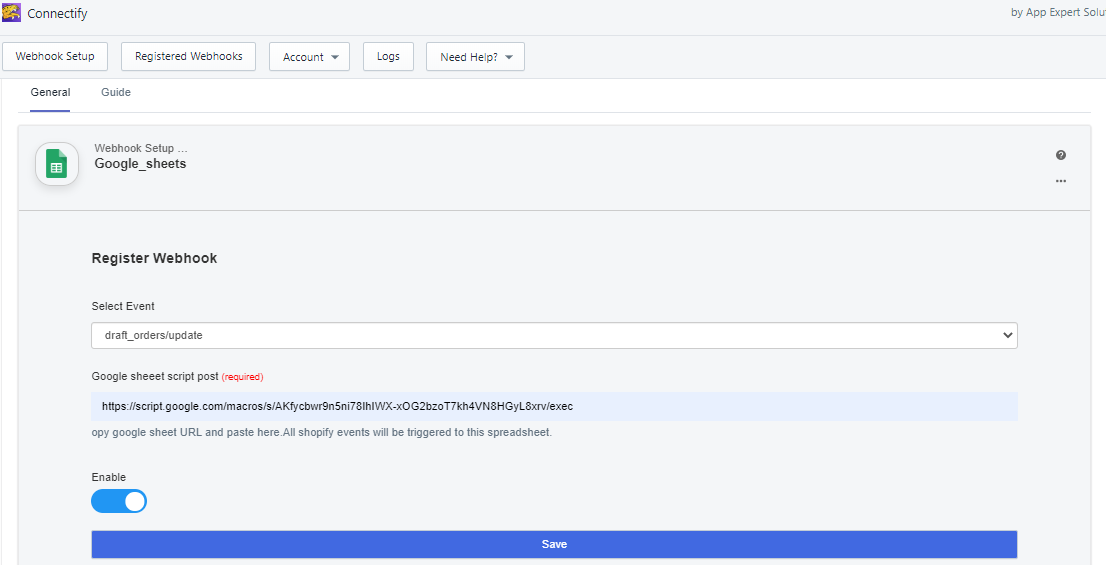 Connectify
by App Expert Solu
Webhook Setup
Registered Webhooks
Account
Logs
Need Help?
General
Guide
Webhook Setup ...
Google_sheets
Register Webhook
Select Event
draft_orders/update
Google sheeet script post (required)
https://script.google.com/macros/s/AKfycbwr9n5ni78IhIWX-xOG2bzoT7kh4VN8HGyL8xrv/exec
opy google sheet URL and paste here.All shopify events will be triggered to this spreadsheet.
Enable
Save